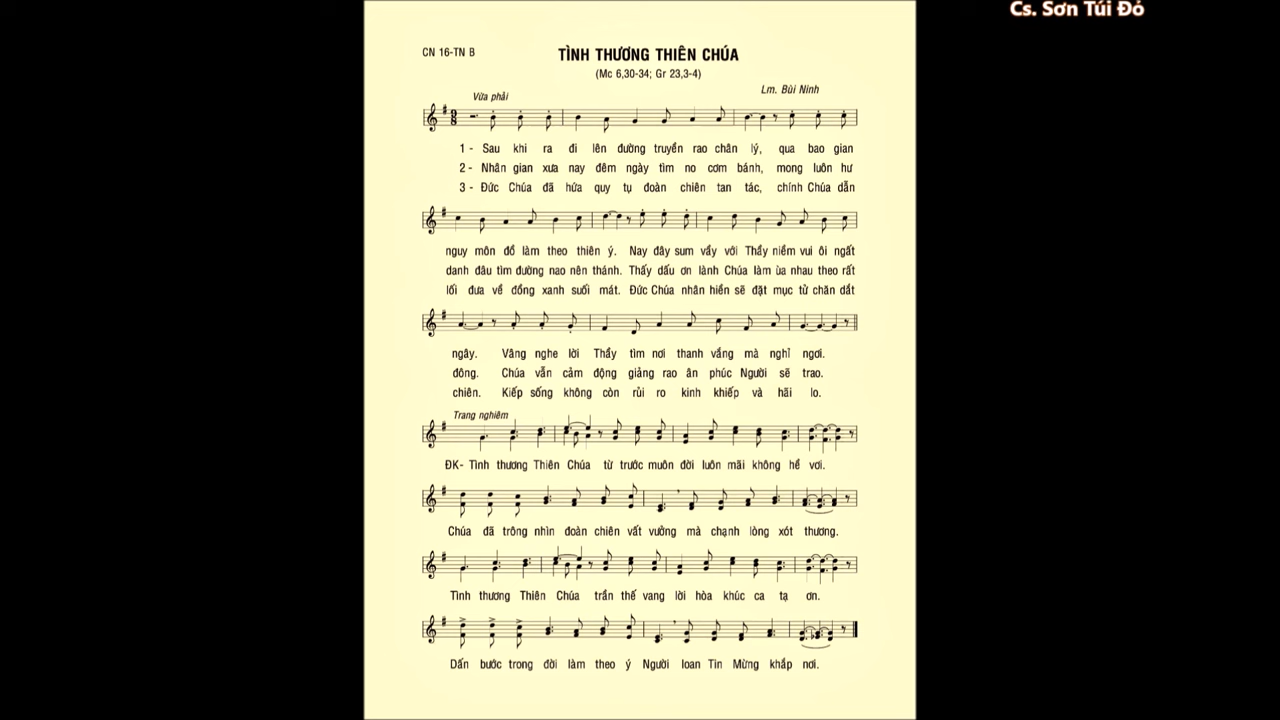 Cs. Sơn Túi Đỏ
CN 16-TN B
TÌNH THƯƠNG THIÊN CHÚA
(Mc 6,30-34; Gr 23,3-4)
Lm. Bùi Ninh
Vừa phải
1 - Sau khi ra đi lên đường truyền rao chân lý, qua bao gian
2 - Nhân gian xưa nay đêm ngày tìm no cơm bánh, mong luôn hư
3 - Đức Chúa đã hứa quy tụ đoàn chiên tan tác, chính Chúa dẫn
nguy môn đồ làm theo thiên ý. Nay đây sum vầy với Thầy niềm vui ôi ngất
danh đâu tìm đường nao nên thánh. Thấy dấu ơn lành Chúa làm ùa nhau theo rất
lối đưa về đồng xanh suối mát. Đức Chúa nhân hiền sẽ đặt mục tử chăn dắt
ngây. Vâng nghe lời Thầy tìm nơi thanh vắng mà nghỉ ngơi.
đông. Chúa vẫn cảm động giảng rao ân phúc Người sẽ trao.
chiên. Kiếp sống không còn rủi ro kinh khiếp và hãi lo.
Trang nghiêm
ĐK- Tình thương Thiên Chúa từ trước muôn đời luôn mãi không hề vơi.
Chúa đã trông nhìn đoàn chiên vất vưởng mà chạnh lòng xót thương.
Tình thương Thiên Chúa trần thế vang lời hòa khúc ca tạ ơn.
Dấn bước trong đời làm theo ý Người loan Tin Mừng khắp nơi.